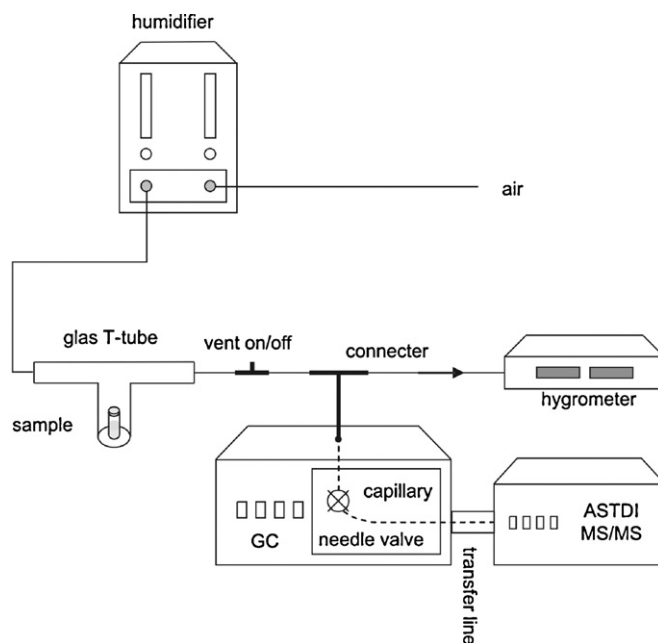 humidifier
air
glas T-tube
vent on/off
connecter
hygrometer
sample
capillary
GC
needle valve
ASTDI
MS/MS
transfer line